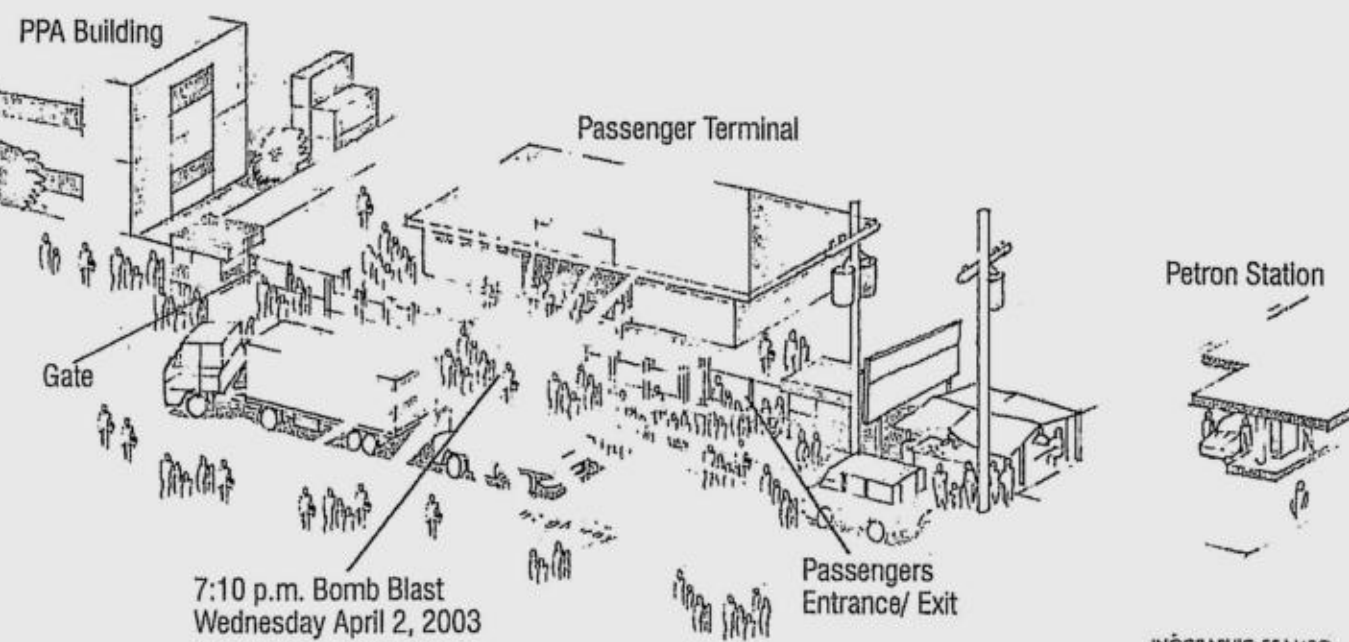 PPA Building
Passenger Terminal
Petron Station
Gate
7:10 p.m. Bomb Blast
Wednesday April 2, 2003
Passengers
Entrance/ Exit